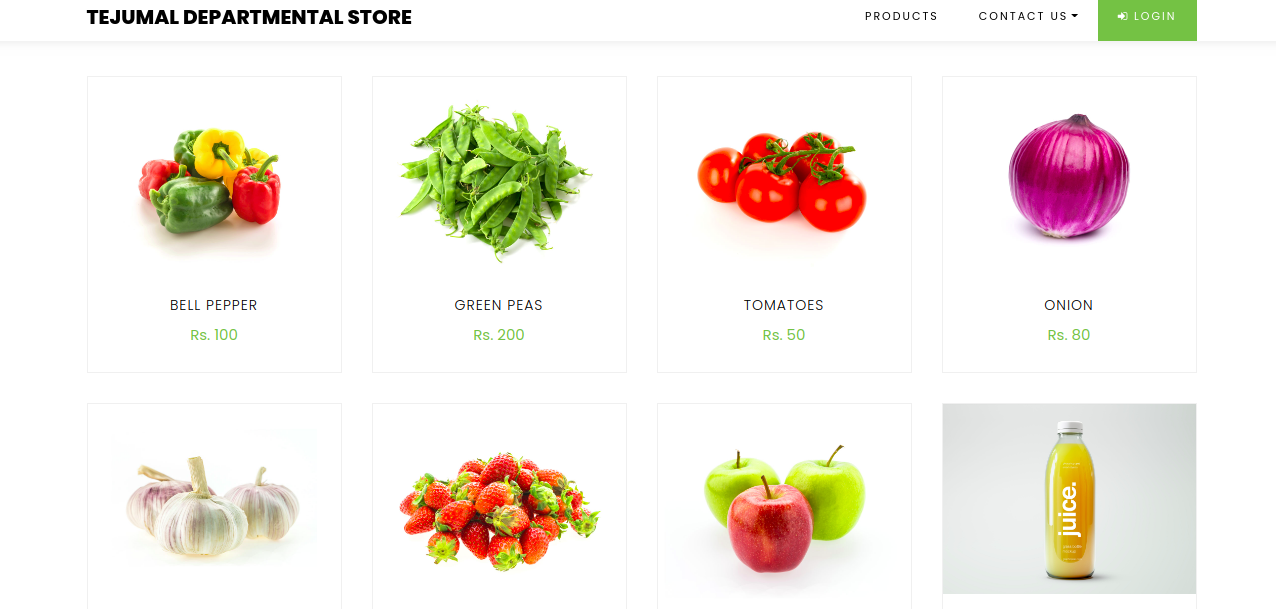 TEJUMAL DEPARTMENTAL STORE
PRODUCTS CONTACT US LOGIN
BELL PEPPER GREEN PEAS TOMATOES ONION
Rs. 100 Rs. 200 Rs. 50 Rs. 80
juice.